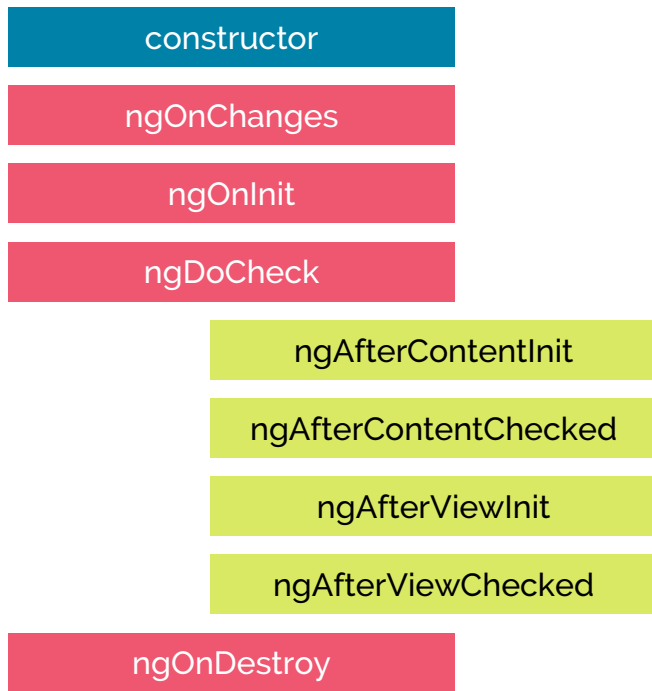 constructor
ngOnChanges
ngOnInit
ngDoCheck
ngAfterContentInit
ngAfterContentChecked
ngAfterViewInit
ngAfterViewChecked
ngOnDestroy